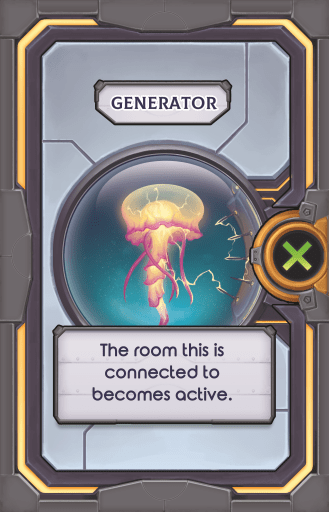 GENERATOR
The room this is
connected to
becomes active.